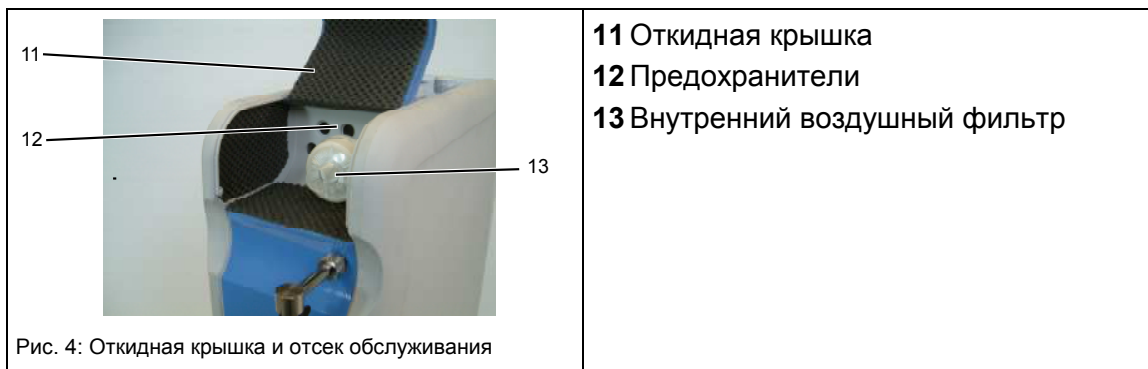 11
12
13
Рис. 4: Откидная крышка и отсек обслуживания
11 Откидная крышка
12 Предохранители
13 Внутренний воздушный фильтр